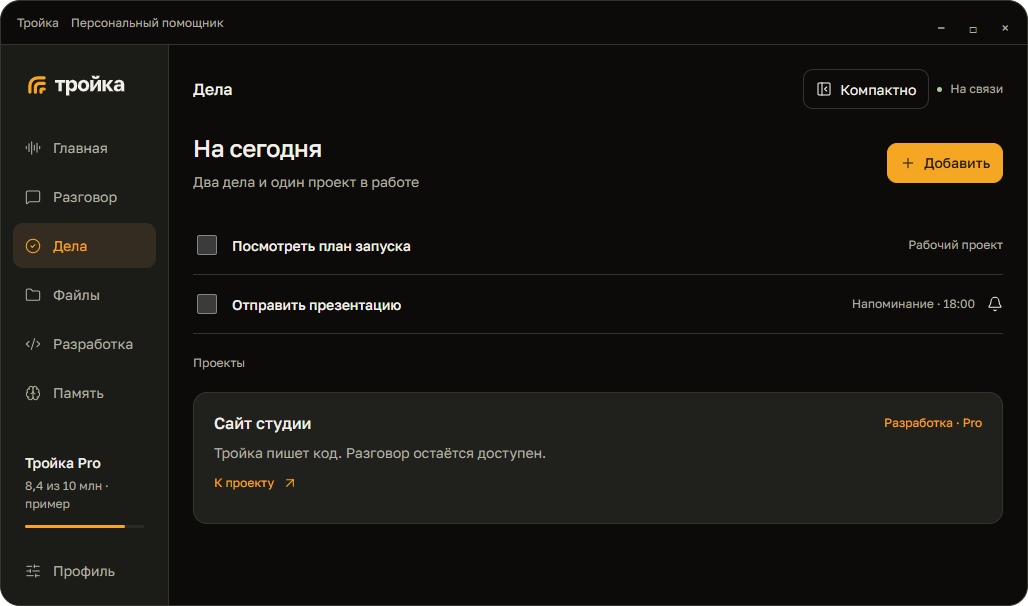 Тройка Персональный помощник
тройка
Главная
Разговор
Дела
Файлы
Разработка
Память
Тройка Pro
8,4 из 10 млн ·
пример
Профиль
Дела
Компактно
На связи
На сегодня
Два дела и один проект в работе
Добавить
Посмотреть план запуска
Рабочий проект
Отправить презентацию
Напоминание · 18:00
Проекты
Сайт студии
Разработка · Pro
Тройка пишет код. Разговор остаётся доступен.
К проекту